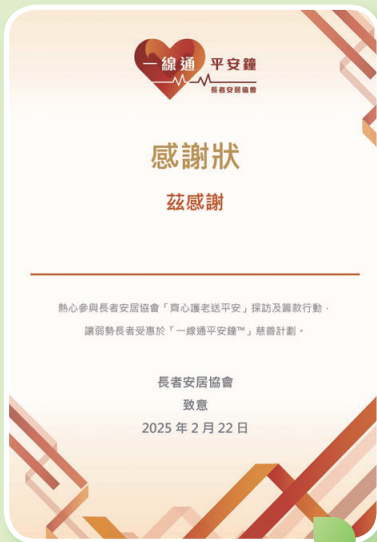 一線通 平安鐘
長者安居協會
感謝狀
茲感謝
熱心參與長者安居協會「齊心護老送平安」探訪及籌款行動，
讓弱勢長者受惠於「一線通平安鐘™」慈善計劃。
長者安居協會
致意
2025 年 2 月 22 日